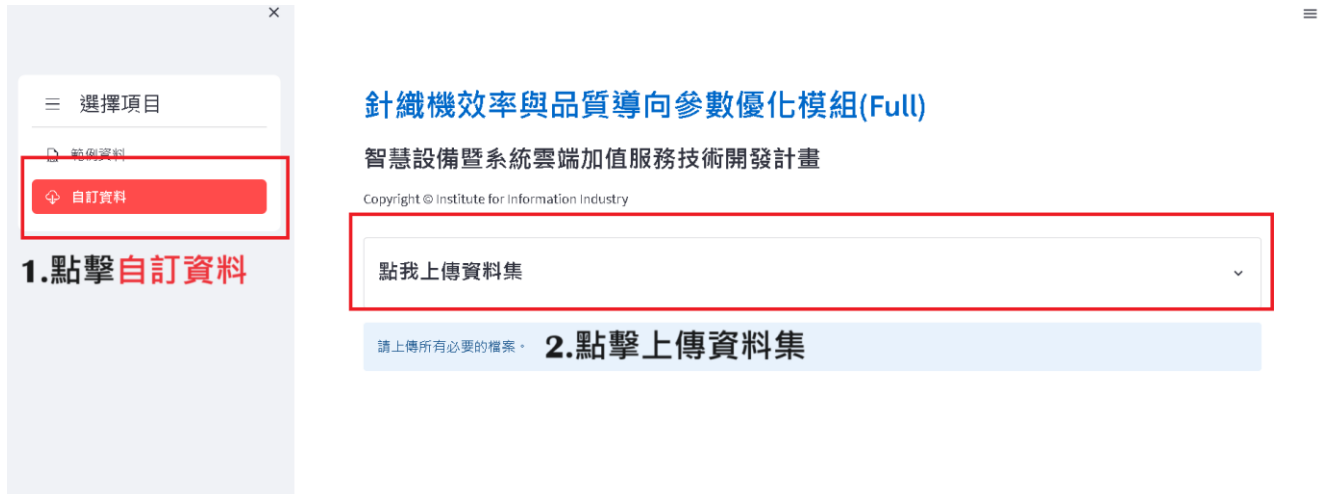 選擇項目
範例資料
自訂資料
1.點擊自訂資料
針織機效率與品質導向參數優化模組(Full)
智慧設備暨系統雲端加值服務技術開發計畫
Copyright © Institute for Information Industry
點我上傳資料集
請上傳所有必要的檔案。
2.點擊上傳資料集